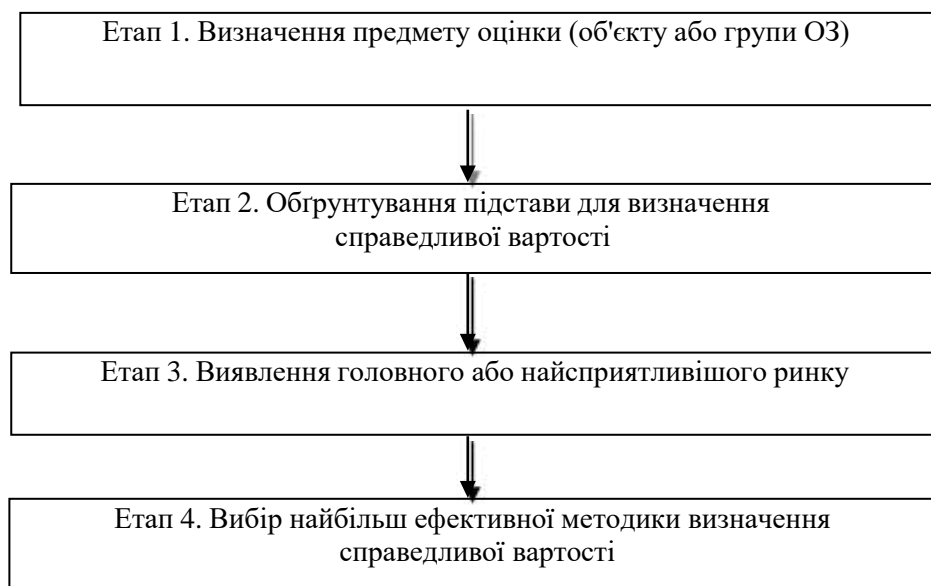 Етап 1. Визначення предмету оцінки (об'єкту або групи ОЗ)
Етап 2. Обґрунтування підстави для визначення
справедливої вартості
Етап 3. Виявлення головного або найсприятливішого ринку
Етап 4. Вибір найбільш ефективної методики визначення
справедливої вартості